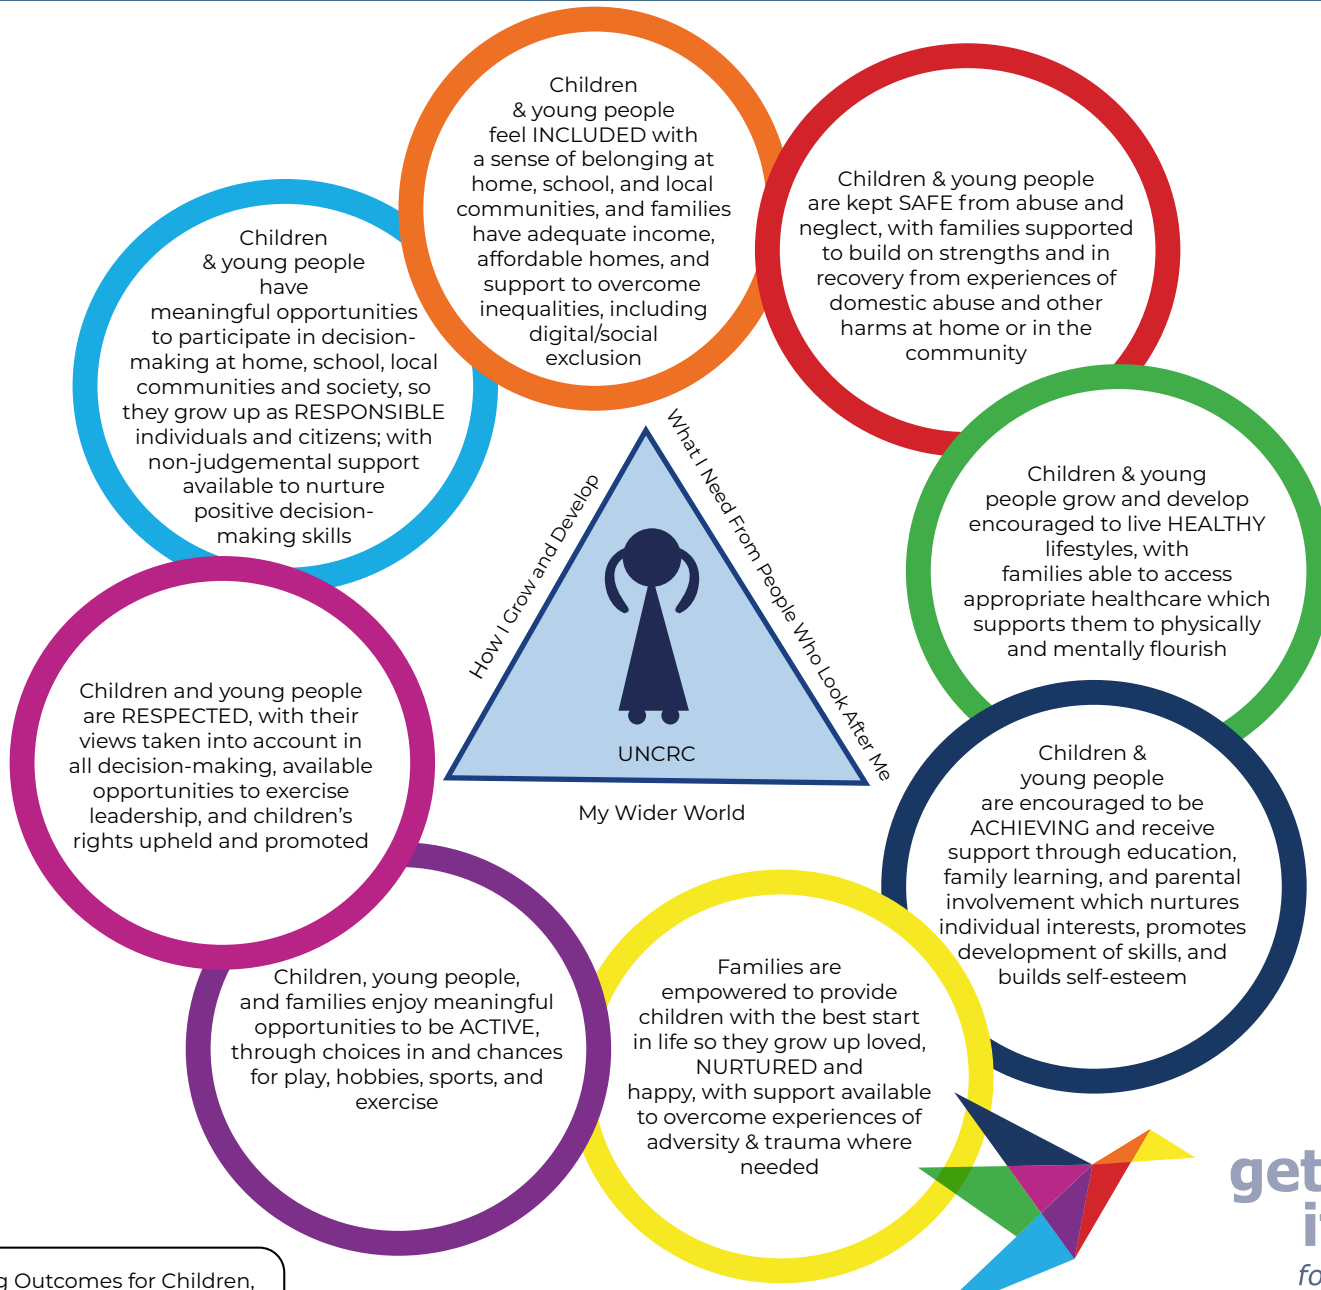 Children
& young people
feel INCLUDED with
a sense of belonging at
home, school, and local
communities, and families
have adequate income,
affordable homes, and
support to overcome
inequalities, including
digital/social
exclusion
Children & young people
are kept SAFE from abuse and
neglect, with families supported
to build on strengths and in
recovery from experiences of
domestic abuse and other
harms at home or in the
community
Children & young
people grow and develop
encouraged to live HEALTHY
lifestyles, with
families able to access
appropriate healthcare which
supports them to physically
and mentally flourish
Children &
young people
are encouraged to be
ACHIEVING and receive
support through education,
family learning, and parental
involvement which nurtures
individual interests, promotes
development of skills, and
builds self-esteem
Families are
empowered to provide
children with the best start
in life so they grow up loved,
NURTURED and
happy, with support available
to overcome experiences of
adversity & trauma where
needed
Children, young people,
and families enjoy meaningful
opportunities to be ACTIVE,
through choices in and chances
for play, hobbies, sports, and
exercise
Children and young people
are RESPECTED, with their
views taken into account in
all decision-making, available
opportunities to exercise
leadership, and children's
rights upheld and promoted
Children
& young people
have
meaningful opportunities
to participate in decision-
making at home, school, local
communities and society, so
they grow up as RESPONSIBLE
individuals and citizens; with
non-judgemental support
available to nurture
positive decision-
making skills
How I Grow and Develop
What I Need From People Who Look After Me
UNCRC
My Wider World
get
Outcomes for Children,